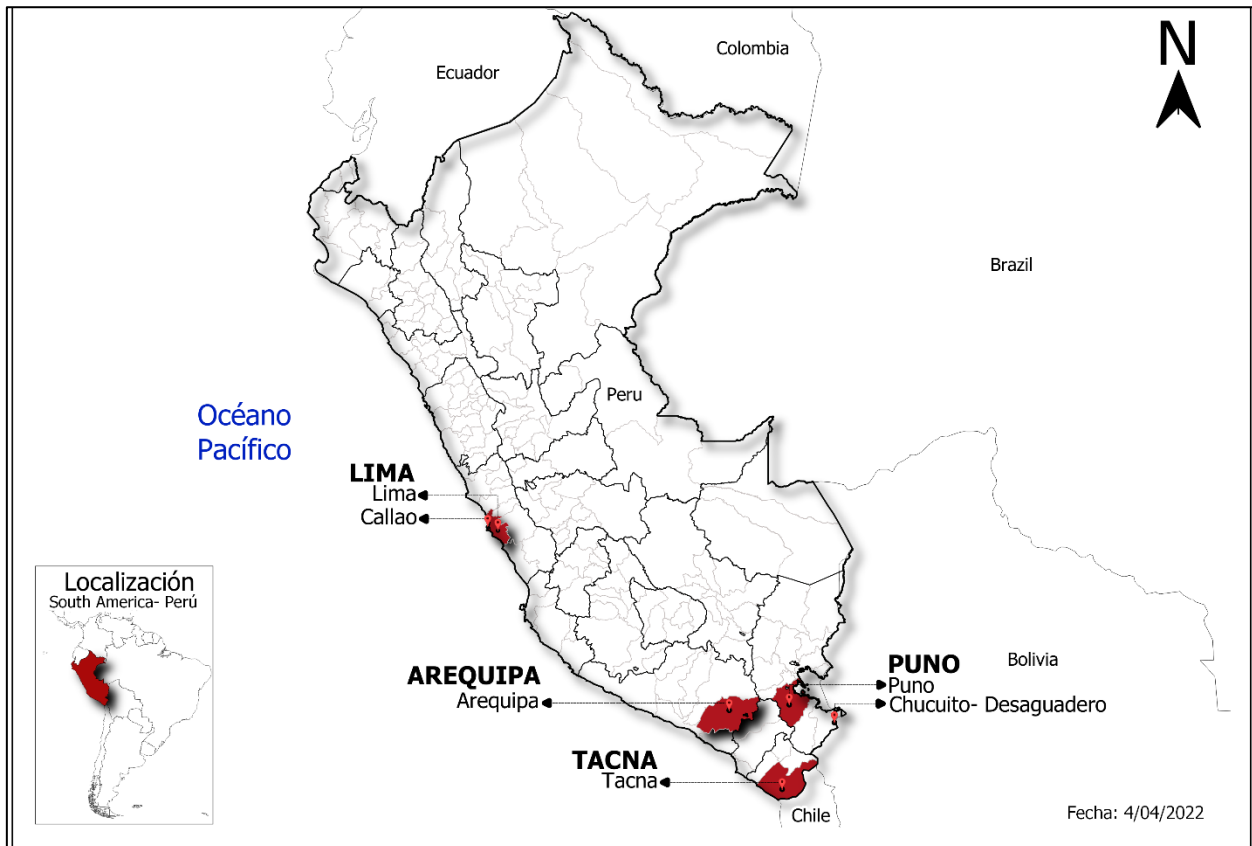 Colombia
N
Ecuador
Brazil
Peru
Océano
Pacífico
LIMA
Lima
Callao
Localización
South America- Perú
AREQUIPA
Arequipa
PUNO
Puno
Chucuito- Desaguadero
Bolivia
TACNA
Tacna
Chile
Fecha: 4/04/2022